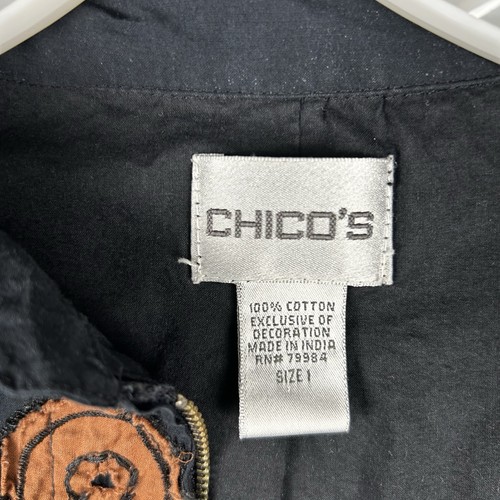 CHICO'S
100% COTTON
EXCLUSIVE OF
DECORATION
MADE IN INDIA
RN# 79984
SIZE 1